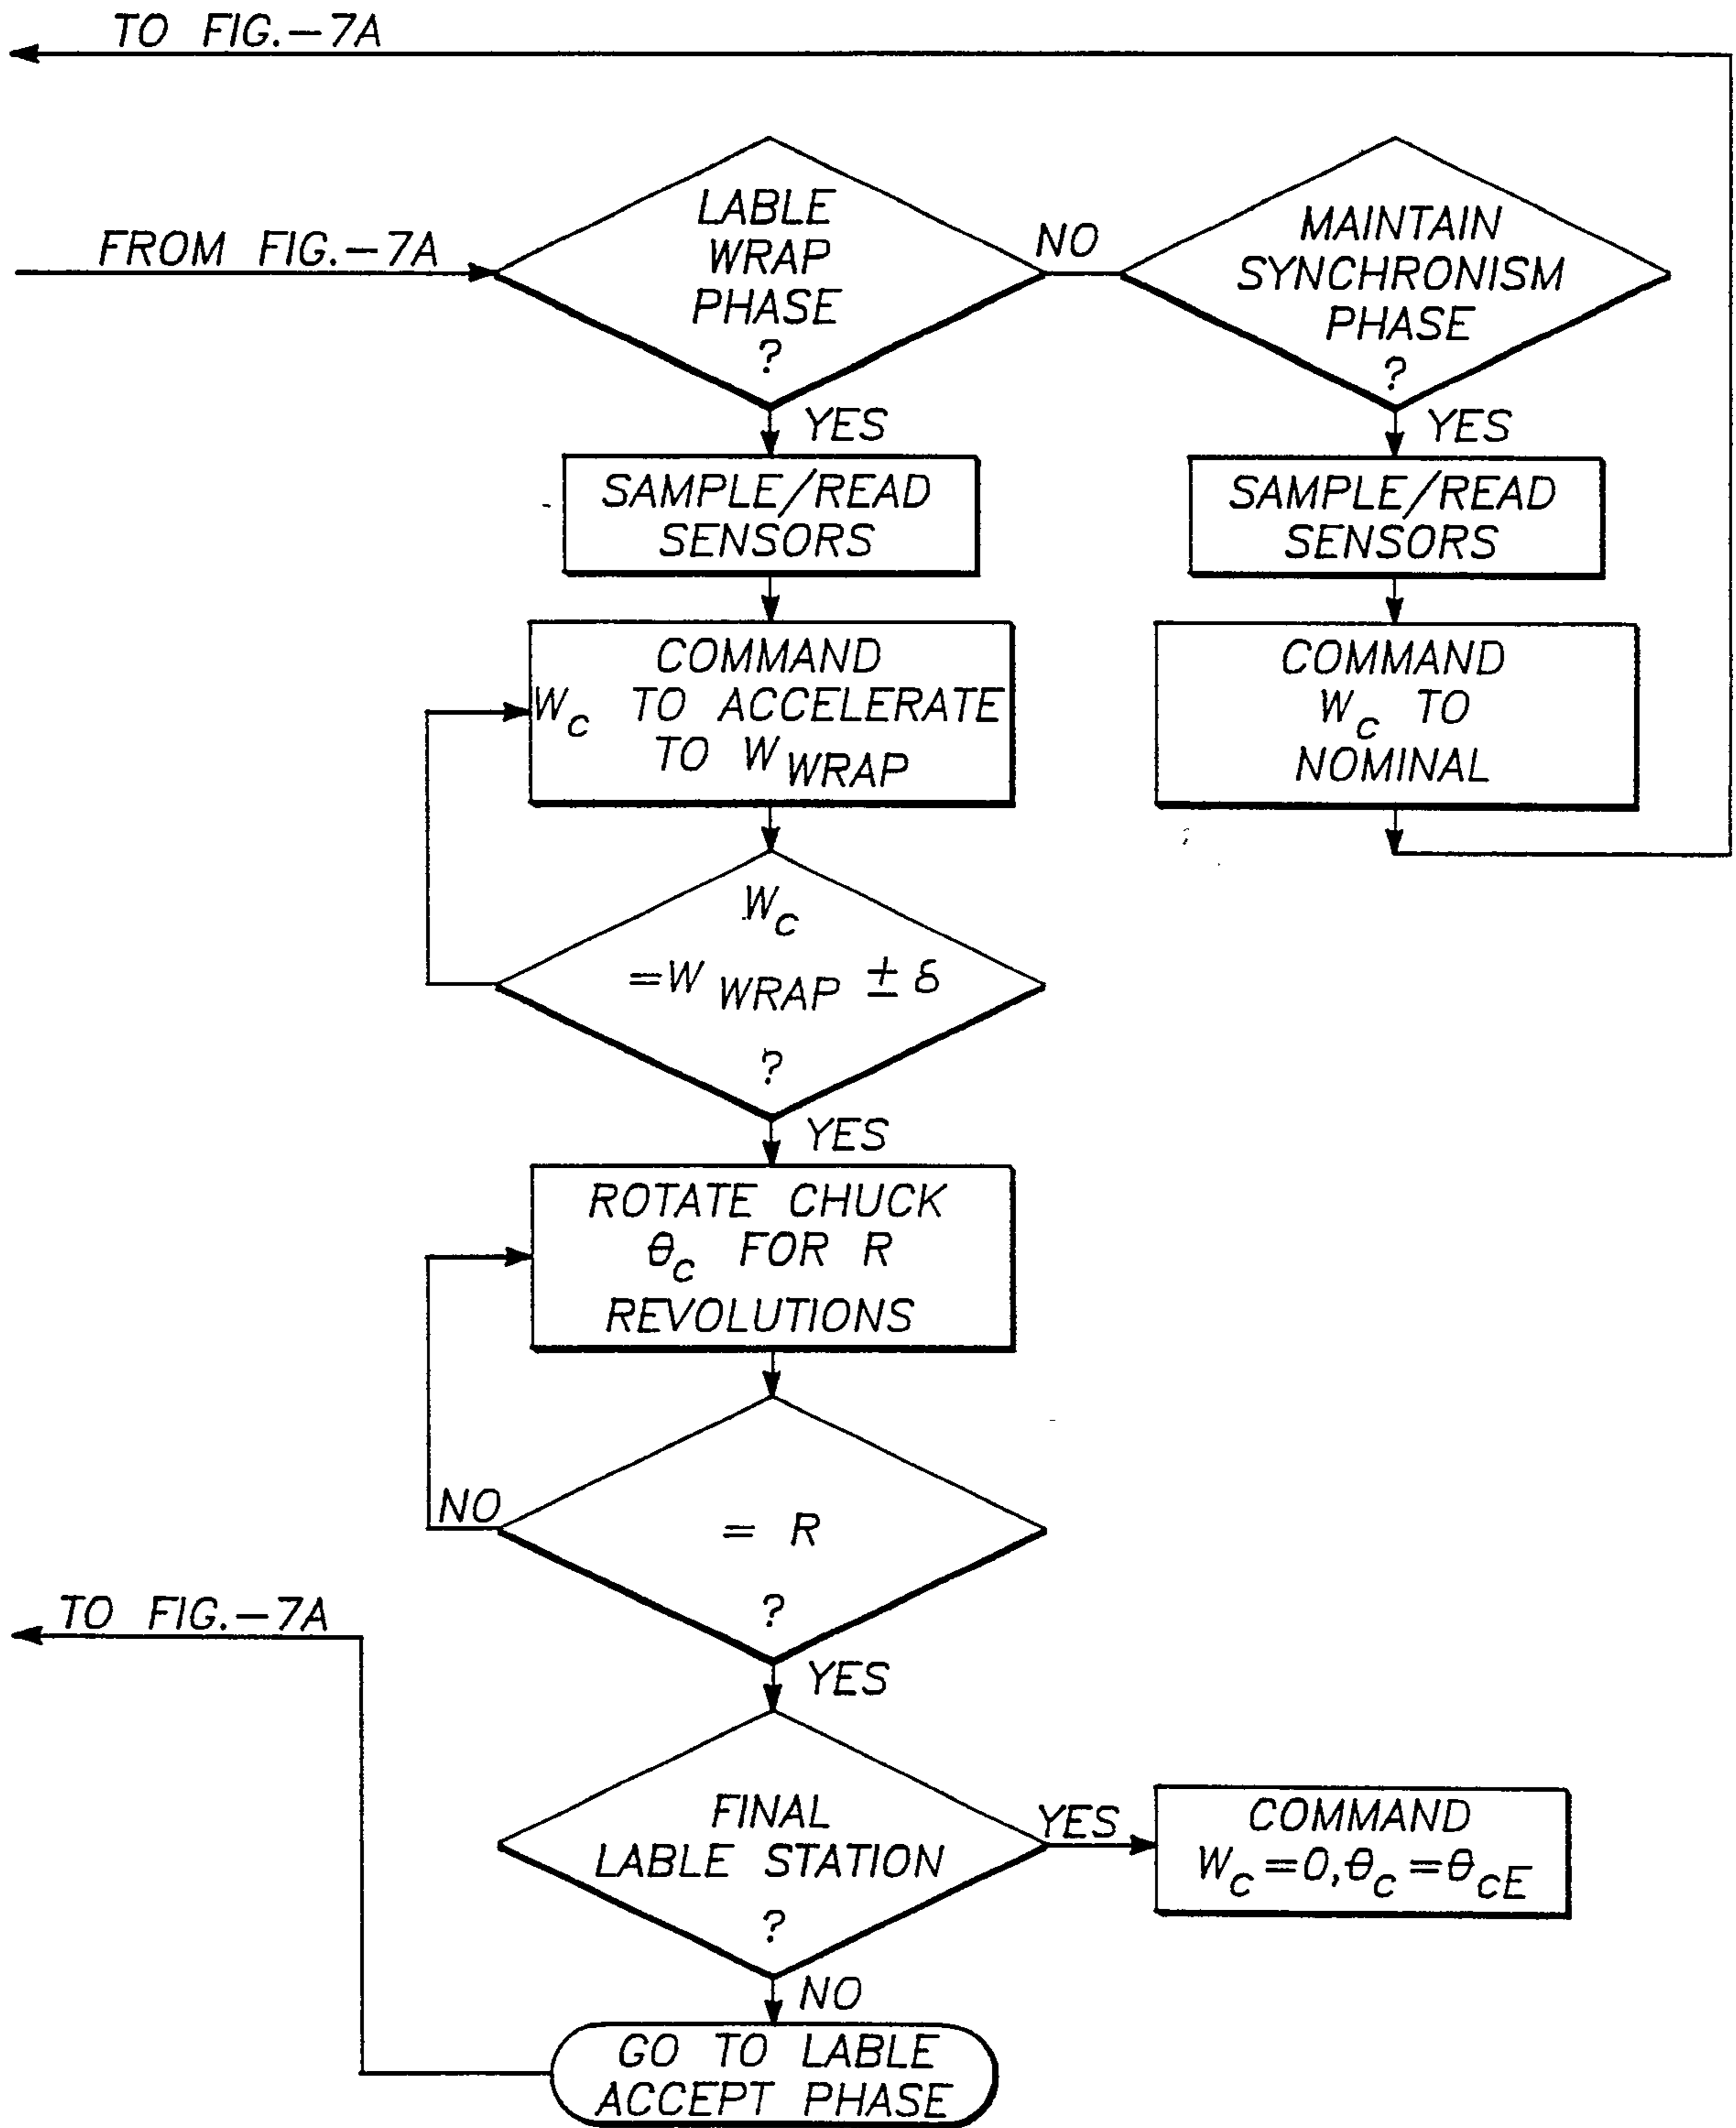 TO FIG.-7A
FROM FIG.-7A
LABLE
WRAP
PHASE
?
NO
MAINTAIN
SYNCHRONISM
PHASE
?
YES
SAMPLE/READ
SENSORS
YES
SAMPLE/READ
SENSORS
COMMAND
W_C TO ACCELERATE
TO W_WRAP
COMMAND
W_C TO
NOMINAL
W_C
=W_WRAP ± δ
?
YES
ROTATE CHUCK
θ_C FOR R
REVOLUTIONS
NO
= R
?
YES
TO FIG.-7A
FINAL
LABLE STATION
?
YES
COMMAND
W_C=0,θ_C=θ_CE
NO
GO TO LABLE
ACCEPT PHASE